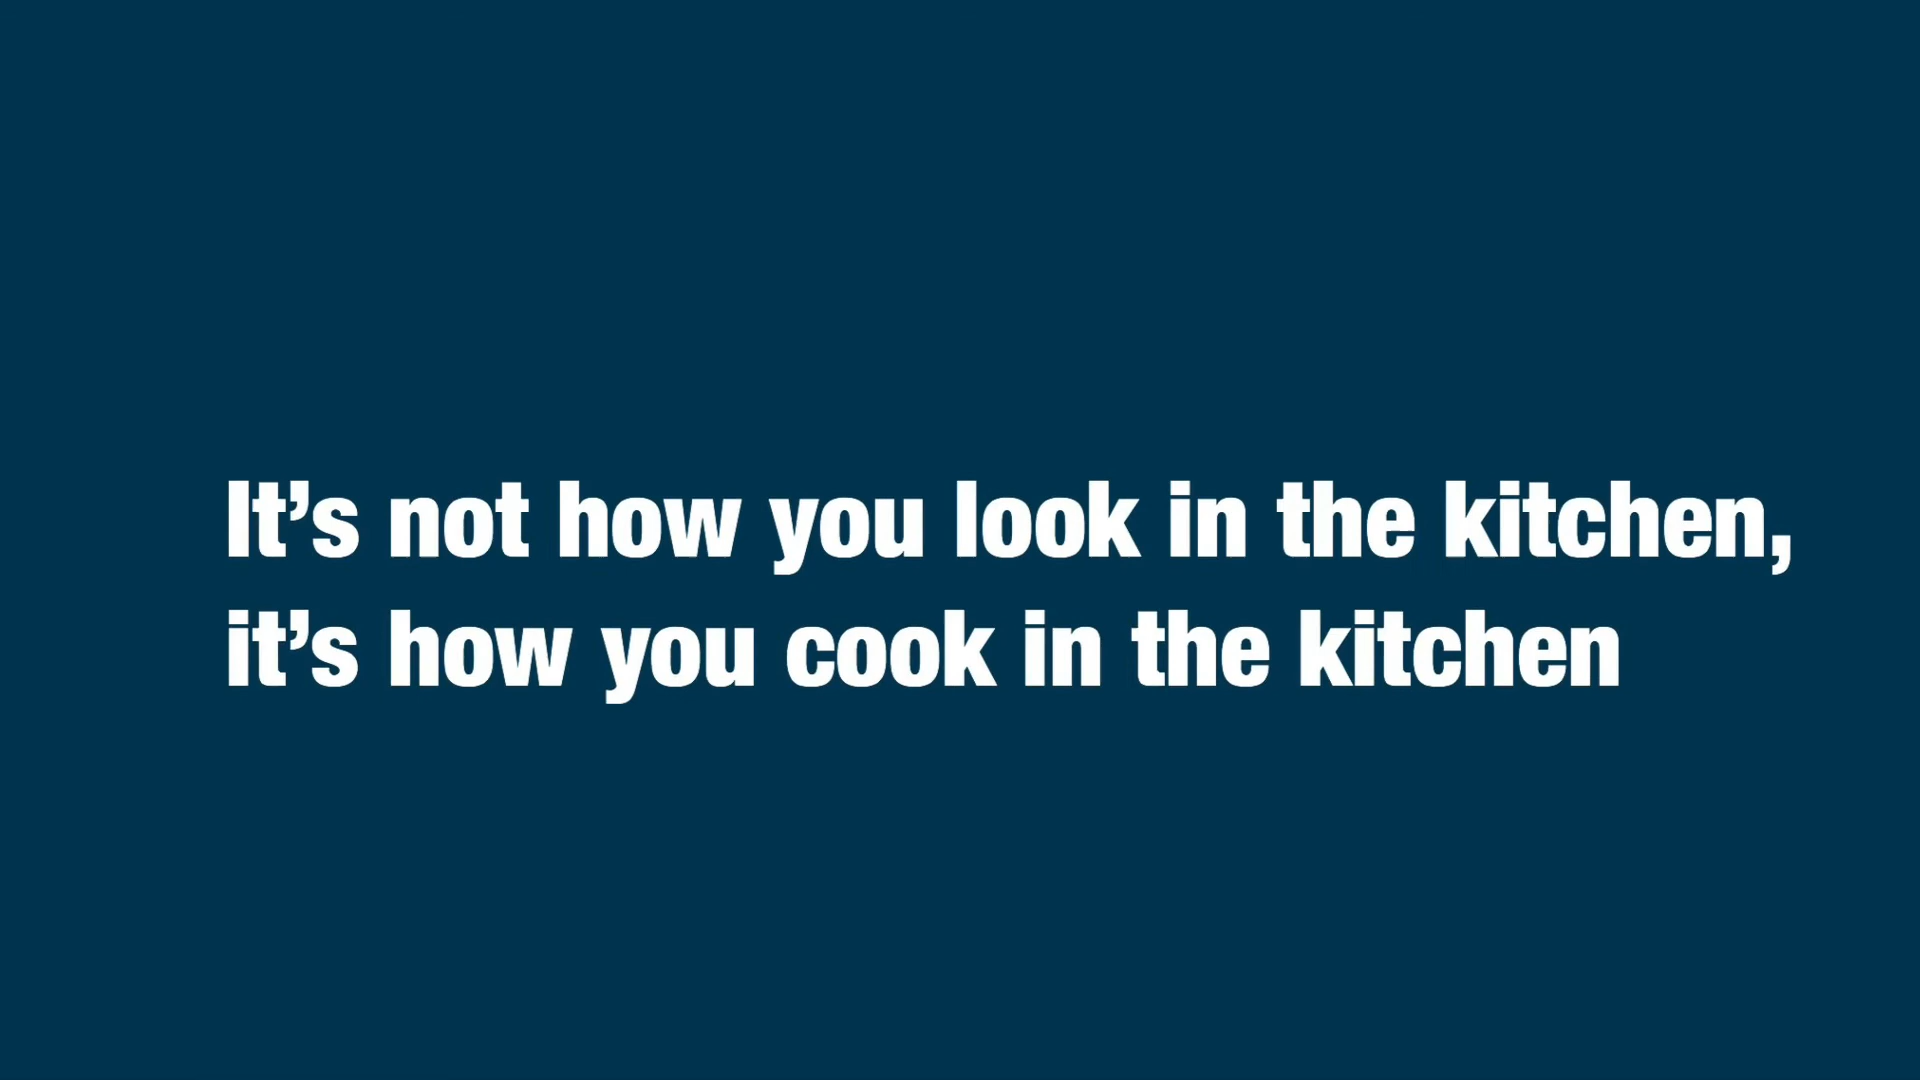 It’s not how you look in the kitchen,
it’s how you cook in the kitchen